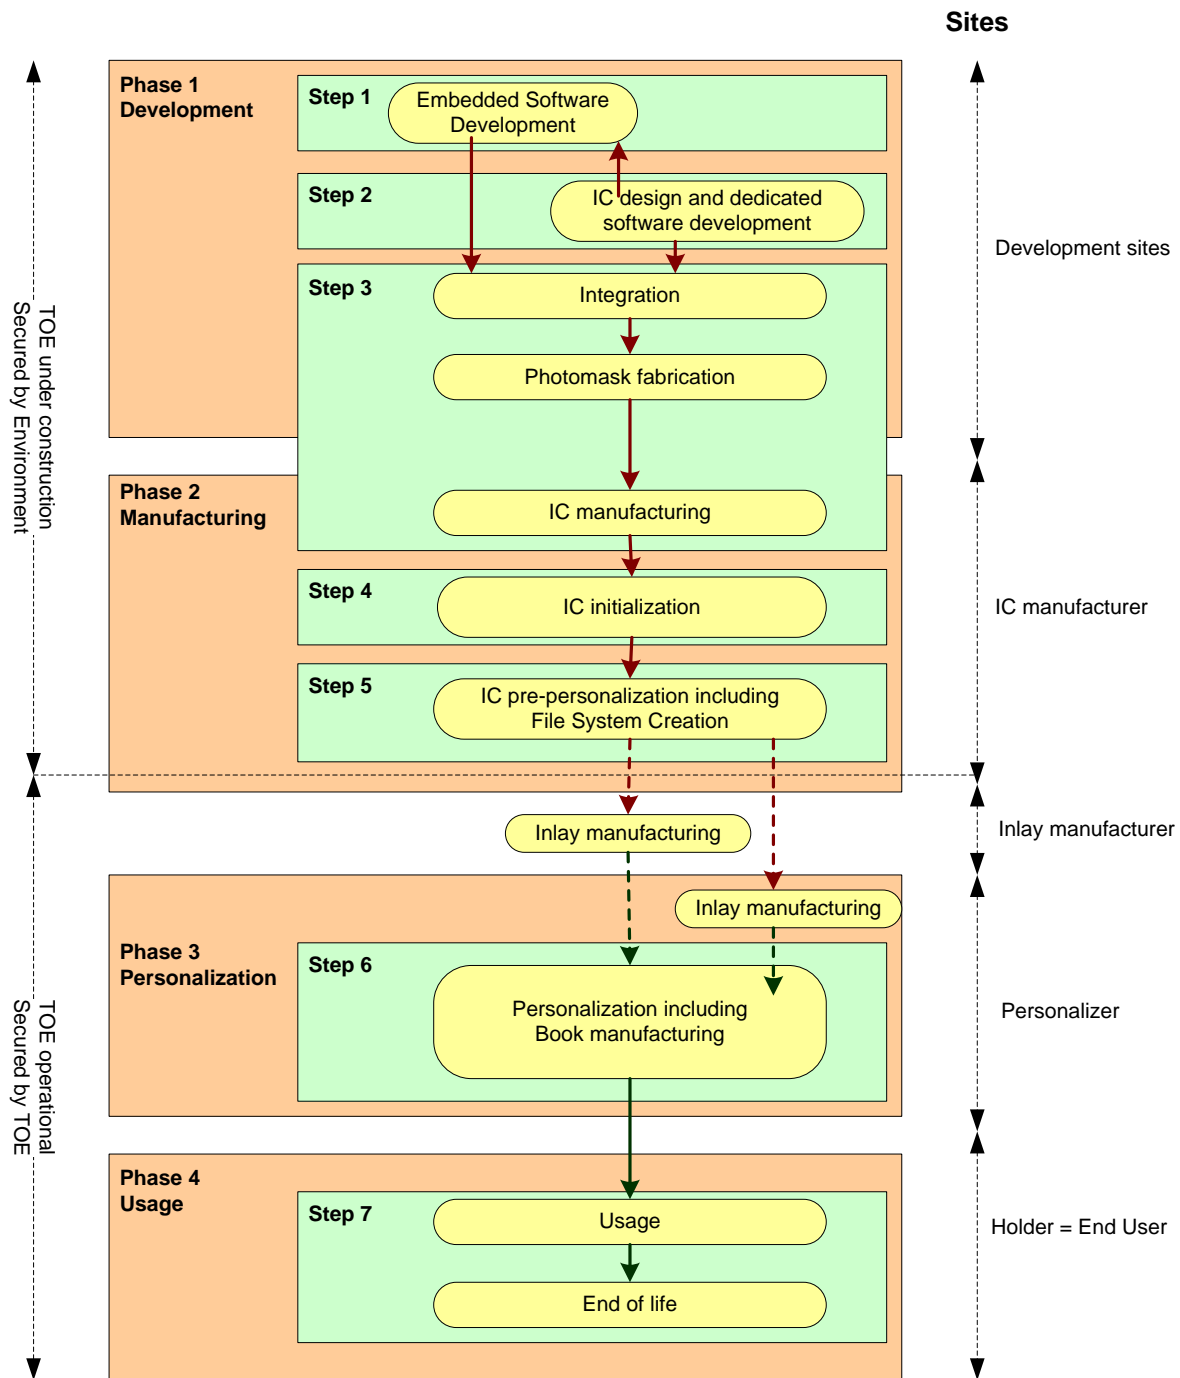 Sites
Phase 1
Development
Step 1
Embedded Software
Development
Step 2
IC design and dedicated
software development
Development sites
Step 3
Integration
Photomask fabrication
TOE under construction
Secured by Environment
Phase 2
Manufacturing
IC manufacturing
Step 4
IC initialization
IC manufacturer
Step 5
IC pre-personalization including
File System Creation
Inlay manufacturing
Inlay manufacturer
Inlay manufacturing
Phase 3
Personalization
Step 6
Personalization including
Book manufacturing
Personalizer
TOE operational
Secured by TOE
Phase 4
Usage
Step 7
Usage
Holder = End User
End of life